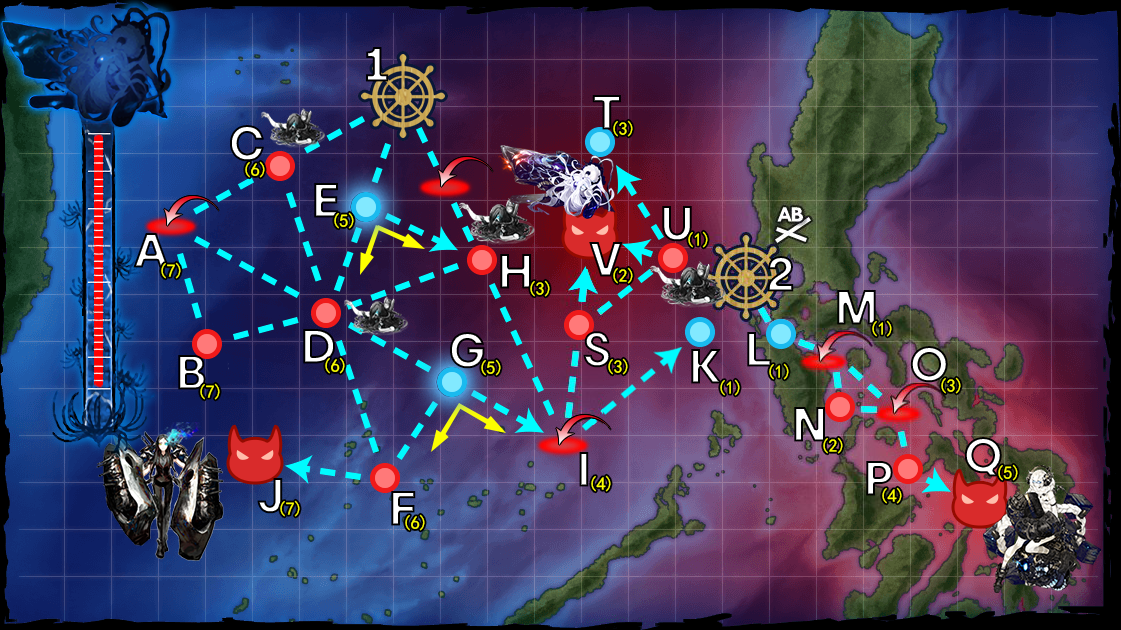 1
T
(3)
C
(6)
E
(5)
AB
U
(1)
A
(7)
H
(3)
V
(2)
2
M
(1)
D
(6)
G
(5)
S
(3)
K
(1)
L
(1)
O
(3)
B
(7)
N
(2)
I
(4)
J
(7)
F
(6)
P
(4)
Q
(5)